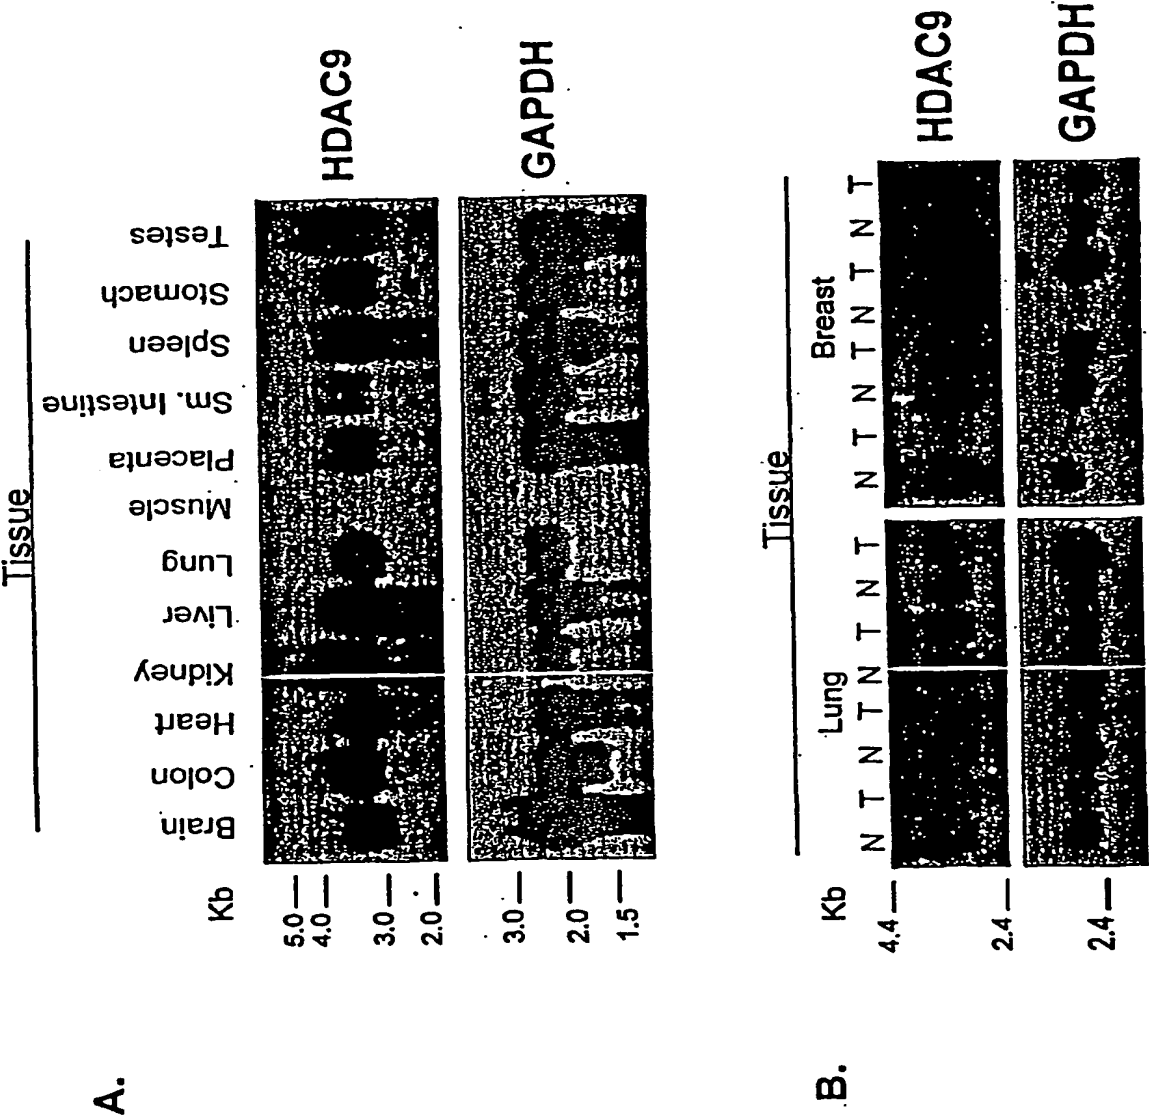 A.
Tissue
Kb Brain Colon Heart Kidney Liver Lung Muscle Placenta Sm. Intestine Spleen Stomach Testes
5.0
4.0
3.0
2.0
HDAC9
3.0
2.0
1.5
GAPDH
B.
Tissue
Lung Breast
Kb N T N T N T N T N T N T N T N T
4.4
2.4
HDAC9
2.4
GAPDH